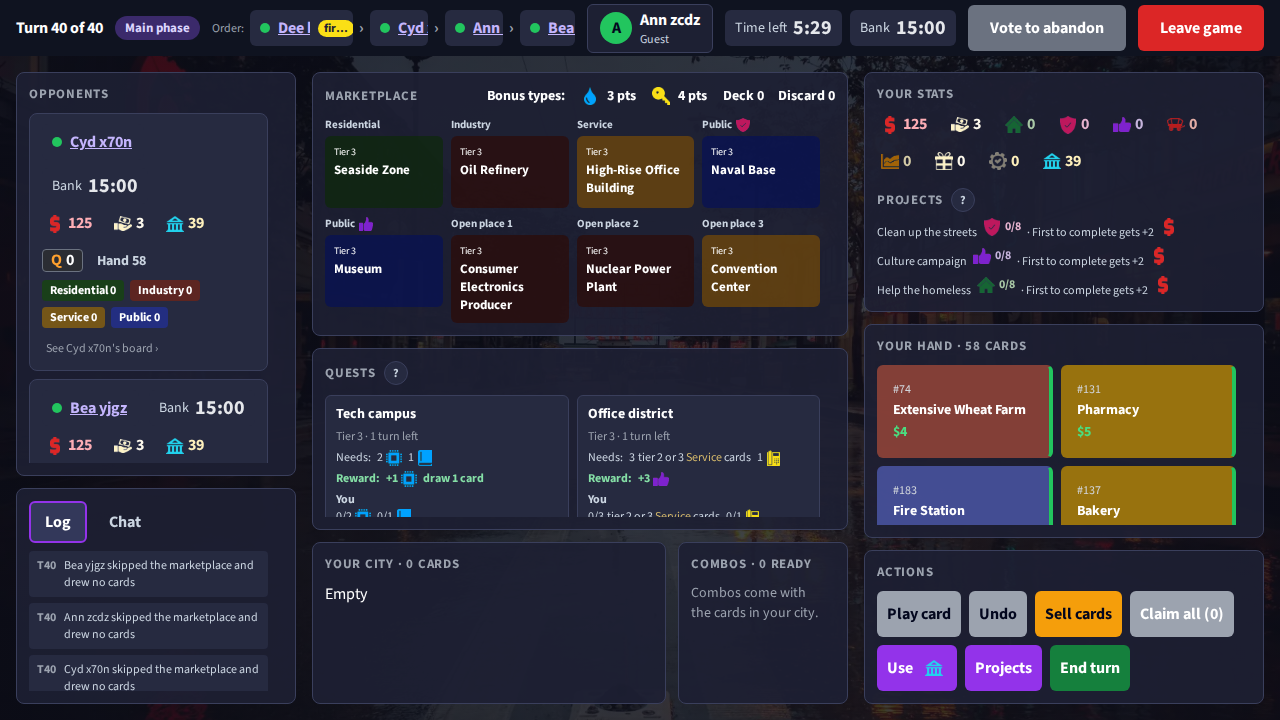 Turn 40 of 40 Main phase Order: Dee fir... › Cyd › Ann › Bea A Ann zcdz Guest Time left 5:29 Bank 15:00 Vote to abandon Leave game
OPPONENTS
Cyd x70n
Bank 15:00
125 3 39
Q 0 Hand 58
Residential 0 Industry 0
Service 0 Public 0
See Cyd x70n's board ›
Bea yjgz Bank 15:00
125 3 39
Log Chat
T40 Bea yjgz skipped the marketplace and
drew no cards
T40 Ann zcdz skipped the marketplace and
drew no cards
T40 Cyd x70n skipped the marketplace and
drew no cards
MARKETPLACE Bonus types: 3 pts 4 pts Deck 0 Discard 0
Residential Industry Service Public
Tier 3 Tier 3 Tier 3 Tier 3
Seaside Zone Oil Refinery High-Rise Office Naval Base
Building
Public Open place 1 Open place 2 Open place 3
Tier 3 Tier 3 Tier 3 Tier 3
Museum Consumer Nuclear Power Convention
Electronics Plant Center
Producer
QUESTS ?
Tech campus Office district
Tier 3 · 1 turn left Tier 3 · 1 turn left
Needs: 2 1 Needs: 3 tier 2 or 3 Service cards 1
Reward: +1 draw 1 card Reward: +3
You You
0/2 0/1 0/3 tier 2 or 3 Service cards 0/1
YOUR CITY · 0 CARDS
Empty
COMBOS · 0 READY
Combos come with
the cards in your city.
YOUR STATS
125 3 0 0 0 0
0 0 0 39
PROJECTS ?
Clean up the streets 0/8 · First to complete gets +2
Culture campaign 0/8 · First to complete gets +2
Help the homeless 0/8 · First to complete gets +2
YOUR HAND · 58 CARDS
#74 #131
Extensive Wheat Farm Pharmacy
$4 $5
#183 #137
Fire Station Bakery
ACTIONS
Play card Undo Sell cards Claim all (0)
Use Projects End turn